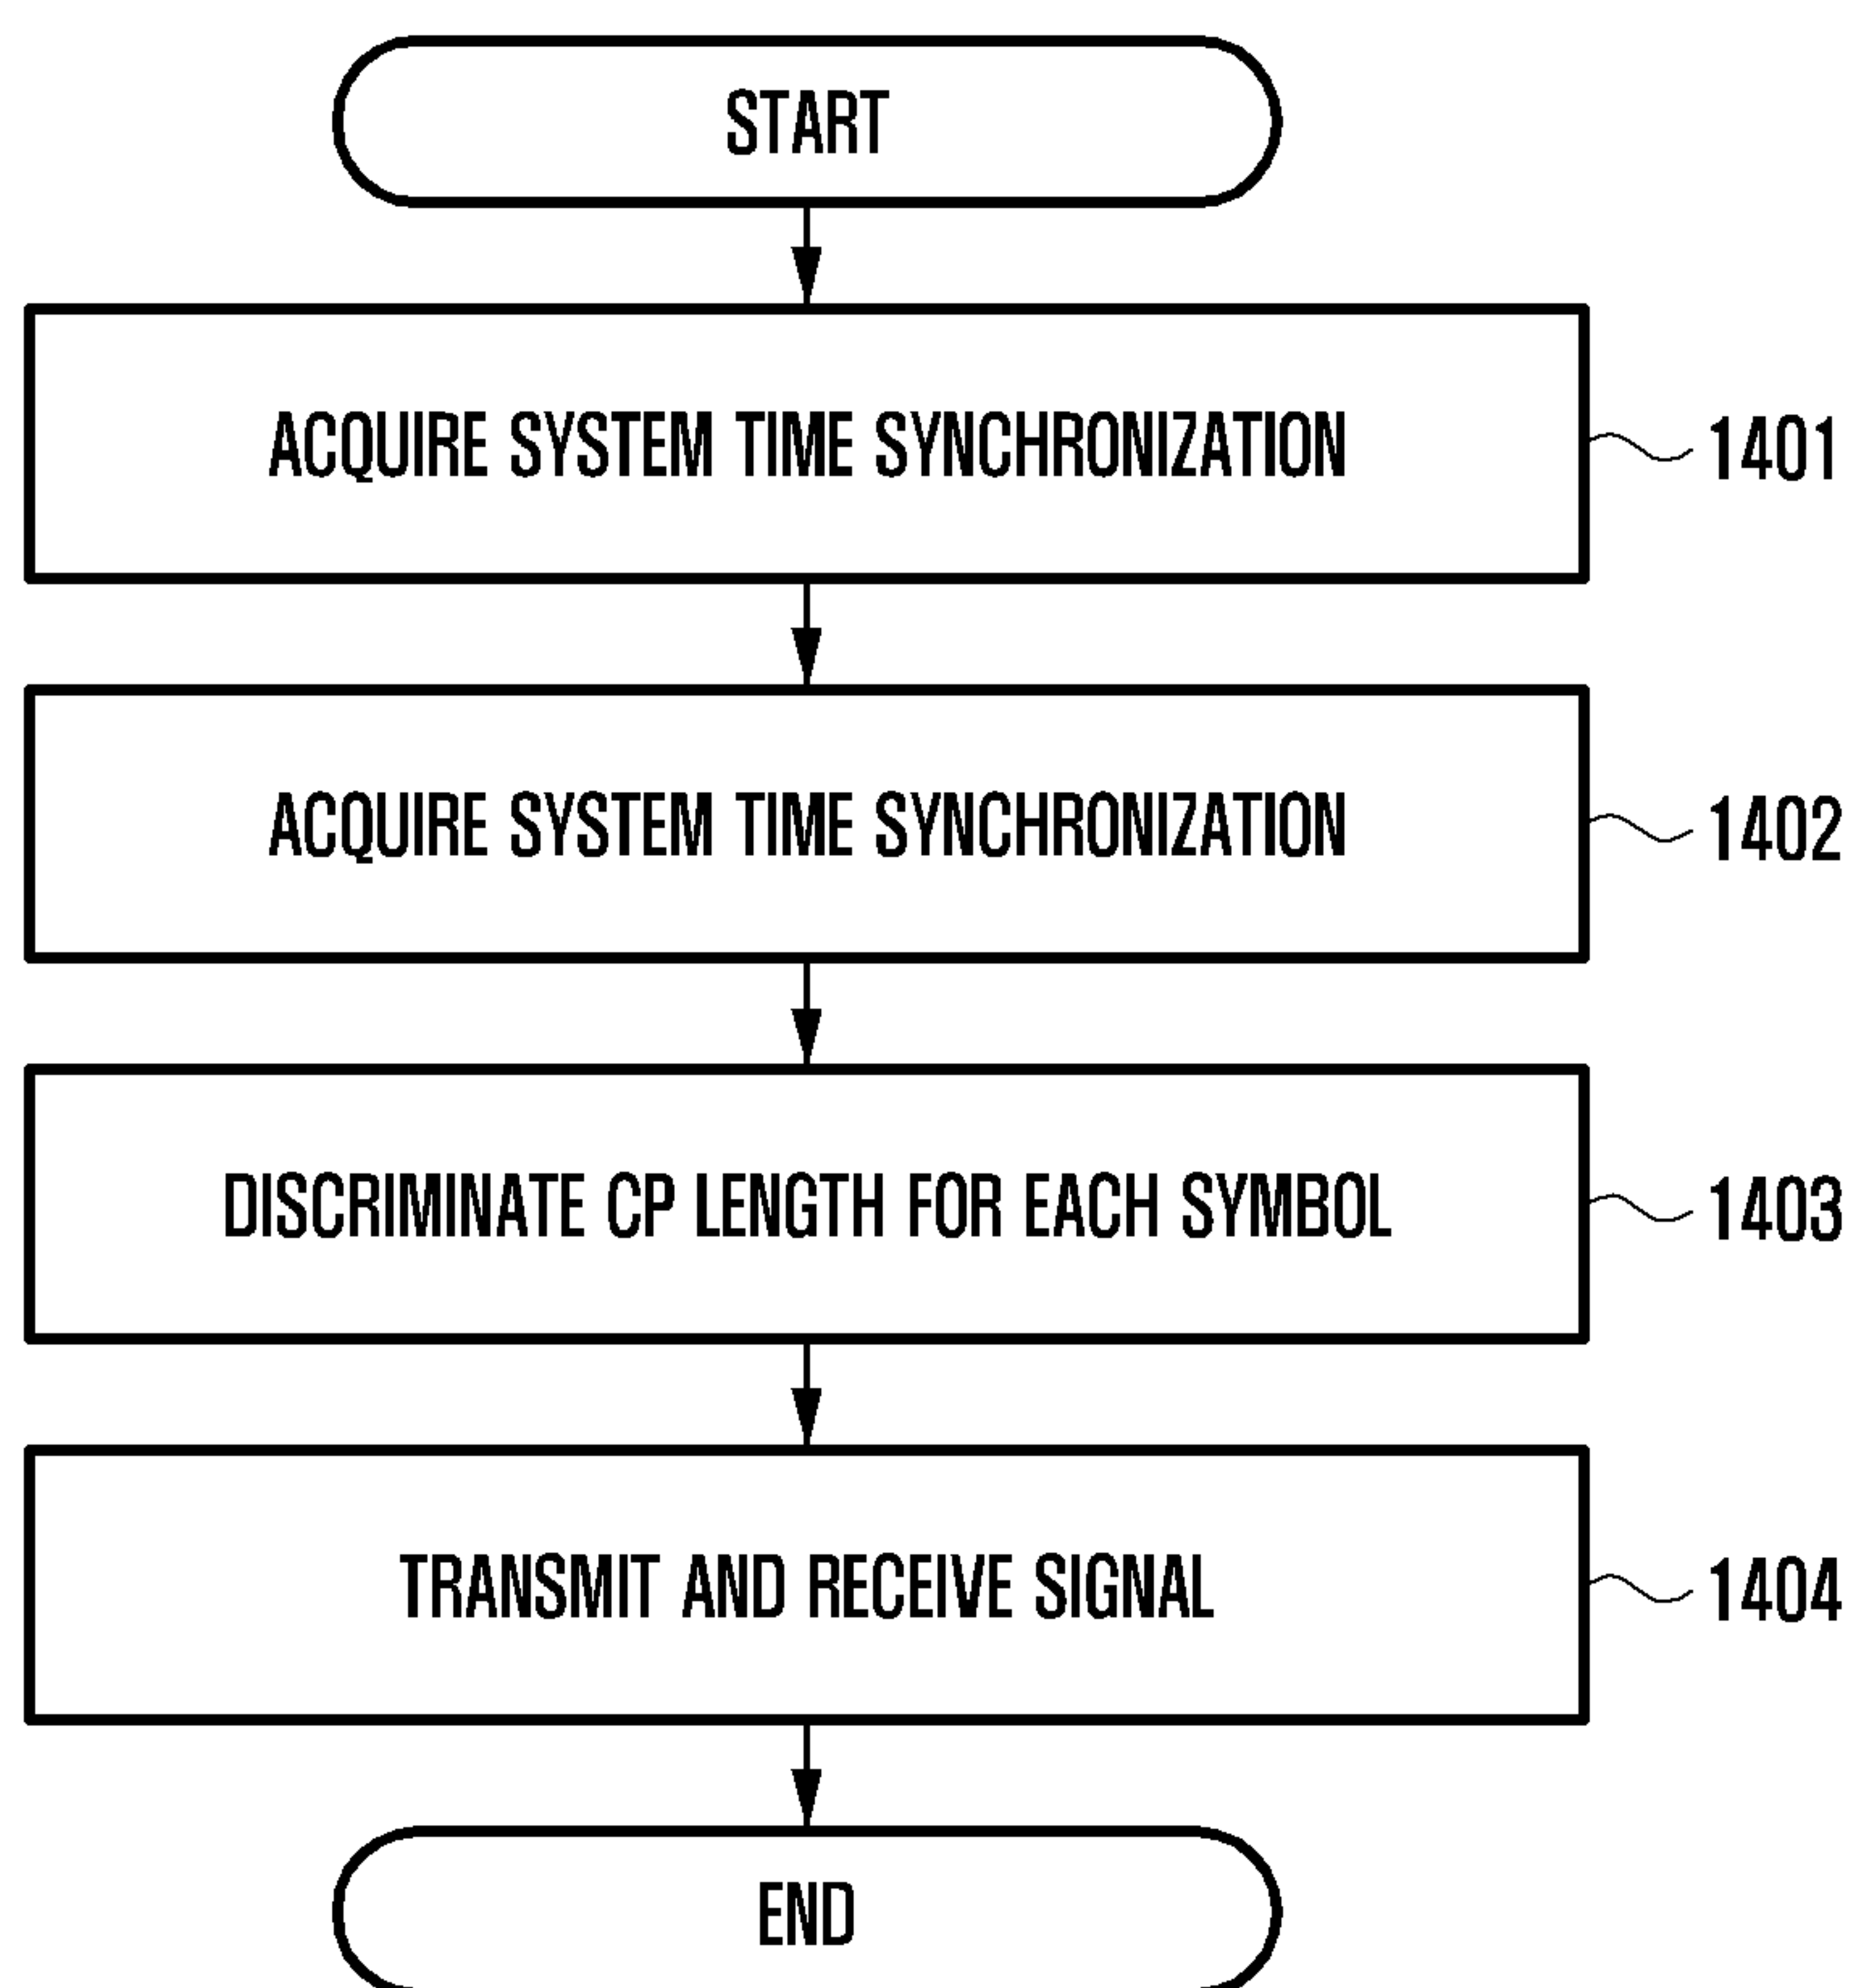 START
ACQUIRE SYSTEM TIME SYNCHRONIZATION
1401
ACQUIRE SYSTEM TIME SYNCHRONIZATION
1402
DISCRIMINATE CP LENGTH FOR EACH SYMBOL
1403
TRANSMIT AND RECEIVE SIGNAL
1404
END